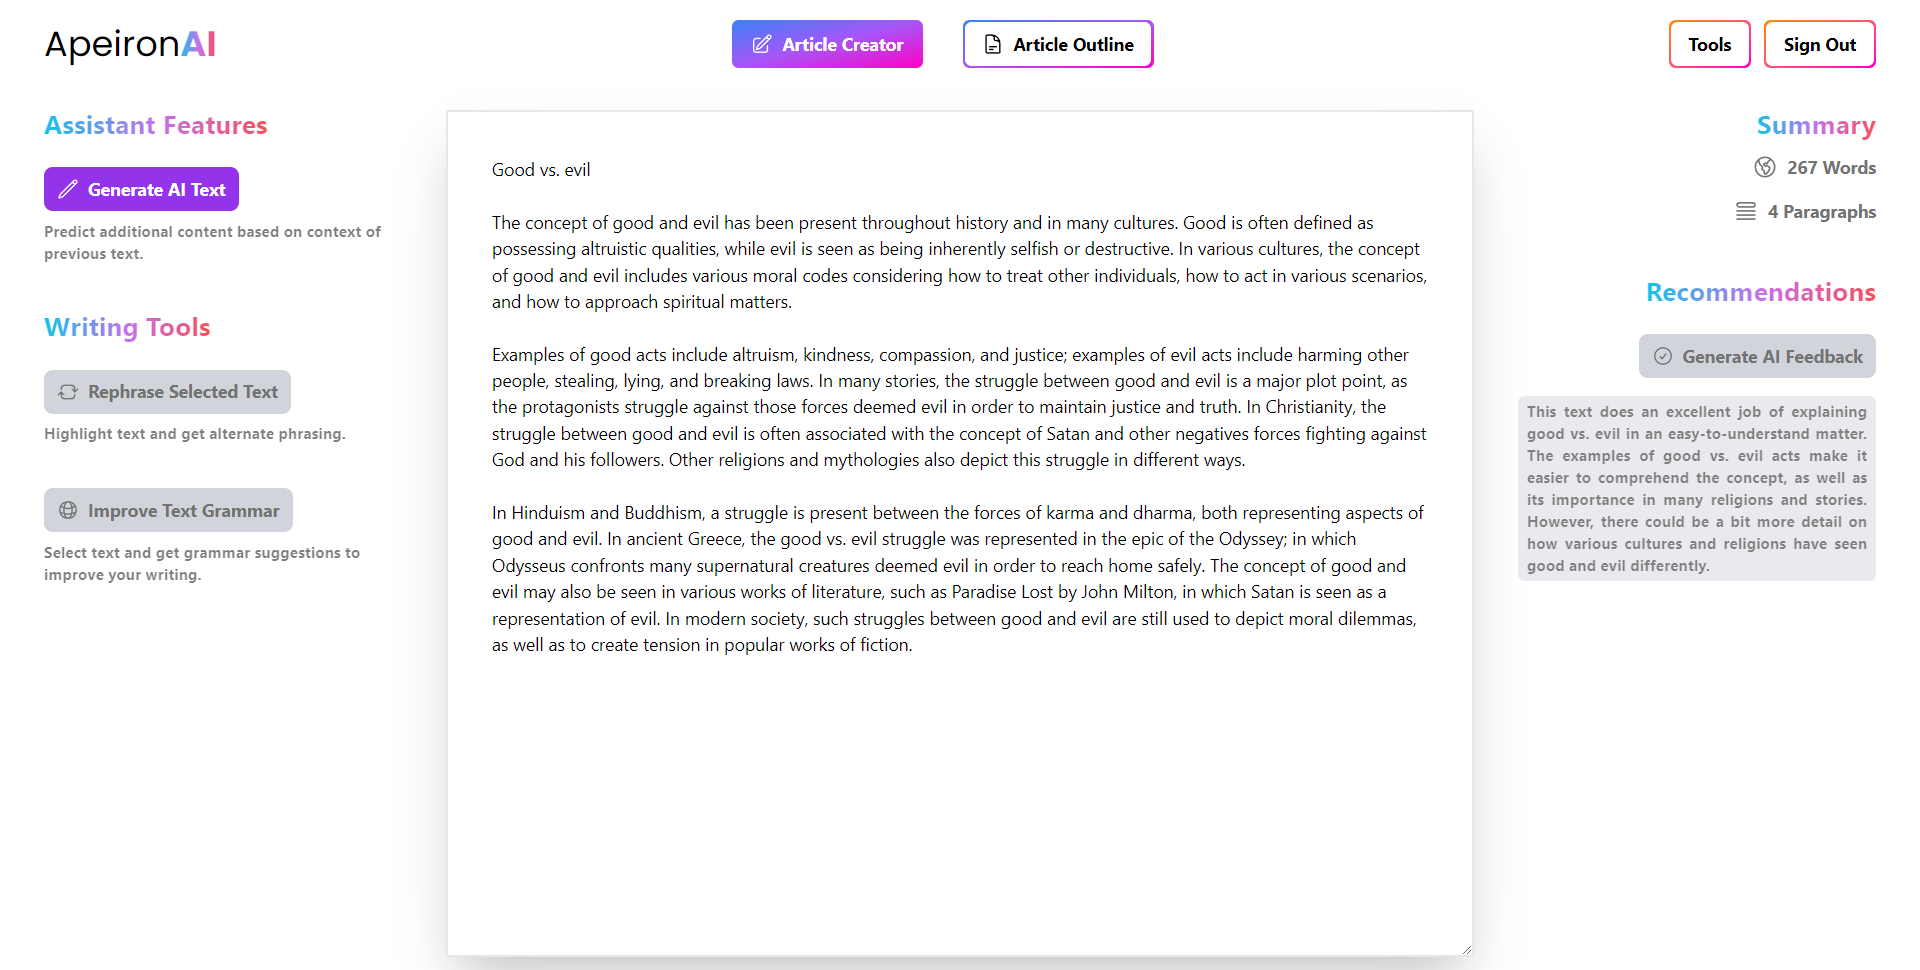 ApeironAI
Article Creator
Article Outline
Tools
Sign Out
Assistant Features
Generate AI Text
Predict additional content based on context of
previous text.
Writing Tools
Rephrase Selected Text
Highlight text and get alternate phrasing.
Improve Text Grammar
Select text and get grammar suggestions to
improve your writing.
Good vs. evil
The concept of good and evil has been present throughout history and in many cultures. Good is often defined as
possessing altruistic qualities, while evil is seen as being inherently selfish or destructive. In various cultures, the concept
of good and evil includes various moral codes considering how to treat other individuals, how to act in various scenarios,
and how to approach spiritual matters.
Examples of good acts include altruism, kindness, compassion, and justice; examples of evil acts include harming other
people, stealing, lying, and breaking laws. In many stories, the struggle between good and evil is a major plot point, as
the protagonists struggle against those forces deemed evil in order to maintain justice and truth. In Christianity, the
struggle between good and evil is often associated with the concept of Satan and other negatives forces fighting against
God and his followers. Other religions and mythologies also depict this struggle in different ways.
In Hinduism and Buddhism, a struggle is present between the forces of karma and dharma, both representing aspects of
good and evil. In ancient Greece, the good vs. evil struggle was represented in the epic of the Odyssey; in which
Odysseus confronts many supernatural creatures deemed evil in order to reach home safely. The concept of good and
evil may also be seen in various works of literature, such as Paradise Lost by John Milton, in which Satan is seen as a
representation of evil. In modern society, such struggles between good and evil are still used to depict moral dilemmas,
as well as to create tension in popular works of fiction.
Summary
267 Words
4 Paragraphs
Recommendations
Generate AI Feedback
This text does an excellent job of explaining
good vs. evil in an easy-to-understand matter.
The examples of good vs. evil acts make it
easier to comprehend the concept, as well as
its importance in many religions and stories.
However, there could be a bit more detail on
how various cultures and religions have seen
good and evil differently.